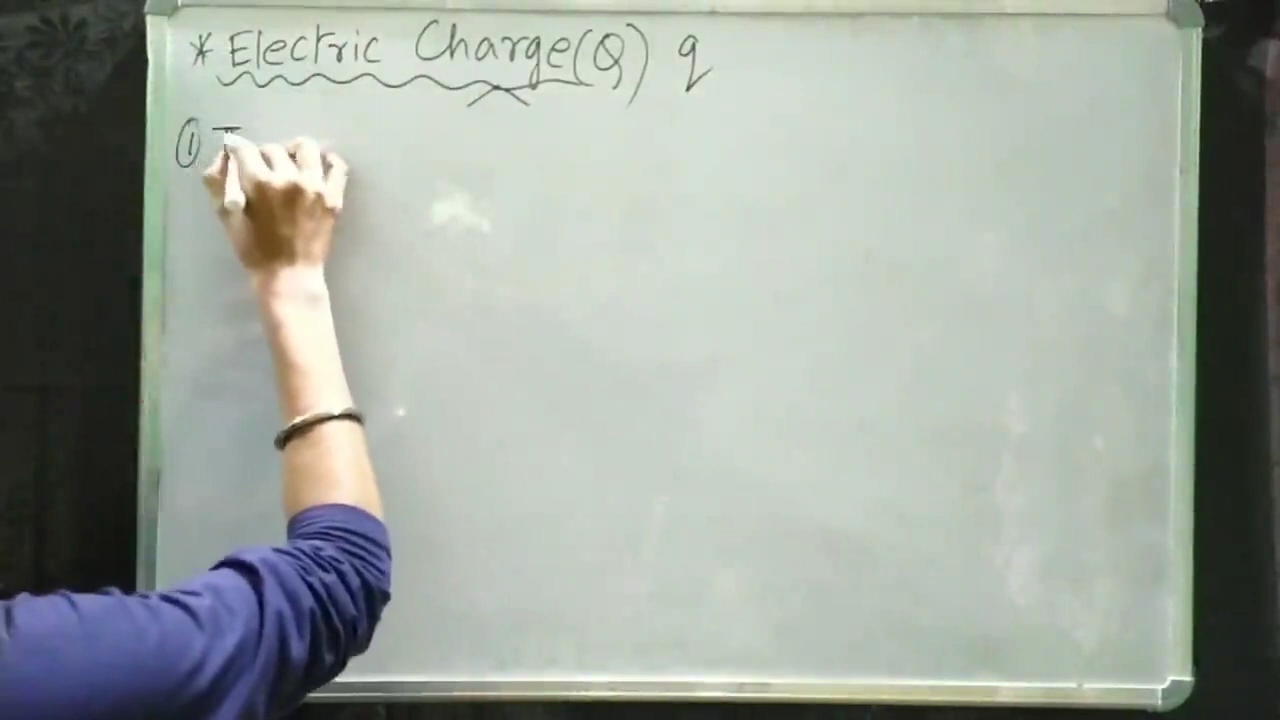 * Electric Charge(Q) q
① T